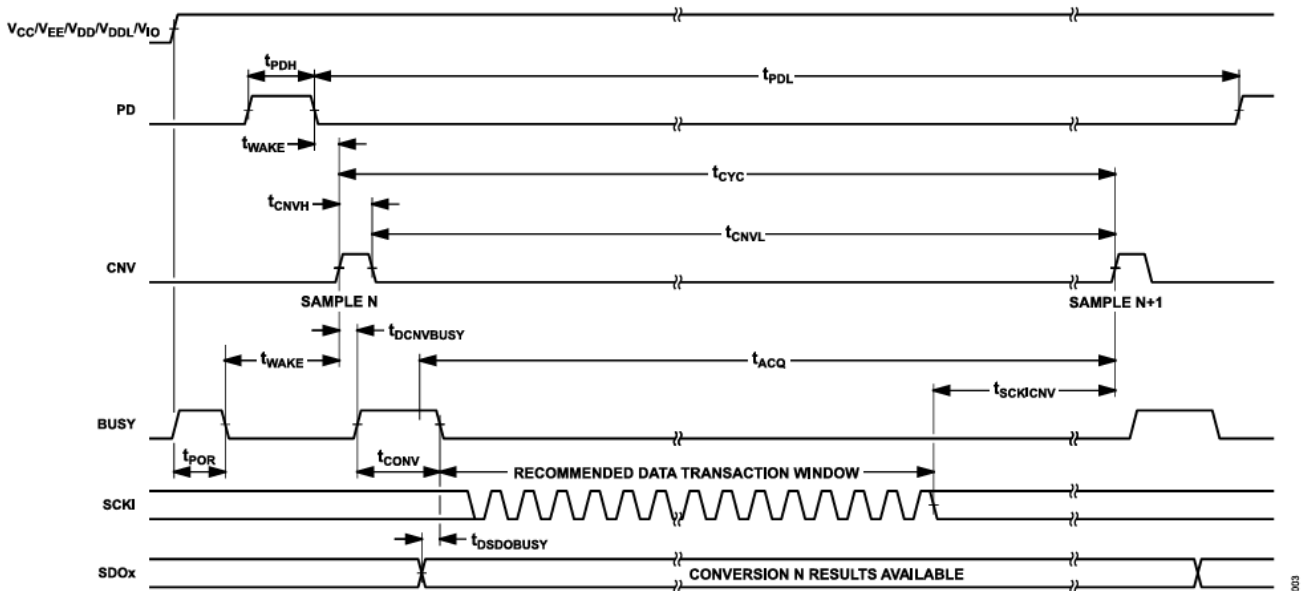 VCC/VEE/VDD/VDDL/VIO
tPDH
tPDL
PD
tWAKE
tCYC
tCNVH
tCNVL
CNV
SAMPLE N
SAMPLE N+1
tDCNVBUSY
tWAKE
tACQ
tSCKICNV
BUSY
tPOR
tCONV
RECOMMENDED DATA TRANSACTION WINDOW
SCKI
tDSDOBUSY
SDOx
CONVERSION N RESULTS AVAILABLE
003